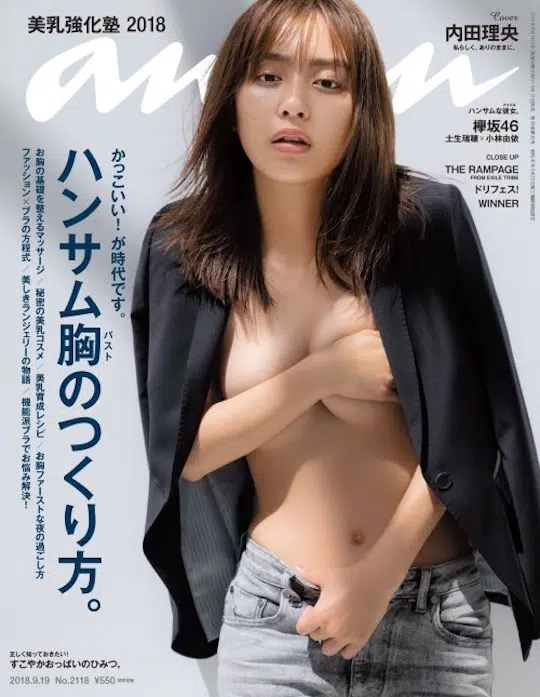 美乳強化塾 2018
anan
Cover
内田理央
私らしく、ありのままに。
ハンサムな彼女。
欅坂46
土生瑞穂×小林由依
CLOSE UP
THE RAMPAGE
FROM EXILE TRIBE
ドリフェス!
WINNER
かっこいい! が時代です。
ハンサム胸のつくり方。
バスト
お胸の基礎を整えるマッサージ / 秘密の美乳コスメ / 美乳育成レシピ / お胸ファーストな夜の過ごし方
ファッション×ブラの方程式 / 美しきランジェリーの物語 / 機能派ブラでお悩み解決!
正しく知っておきたい!
すこやかおっぱいのひみつ。
2018.9.19 No.2118 ¥550